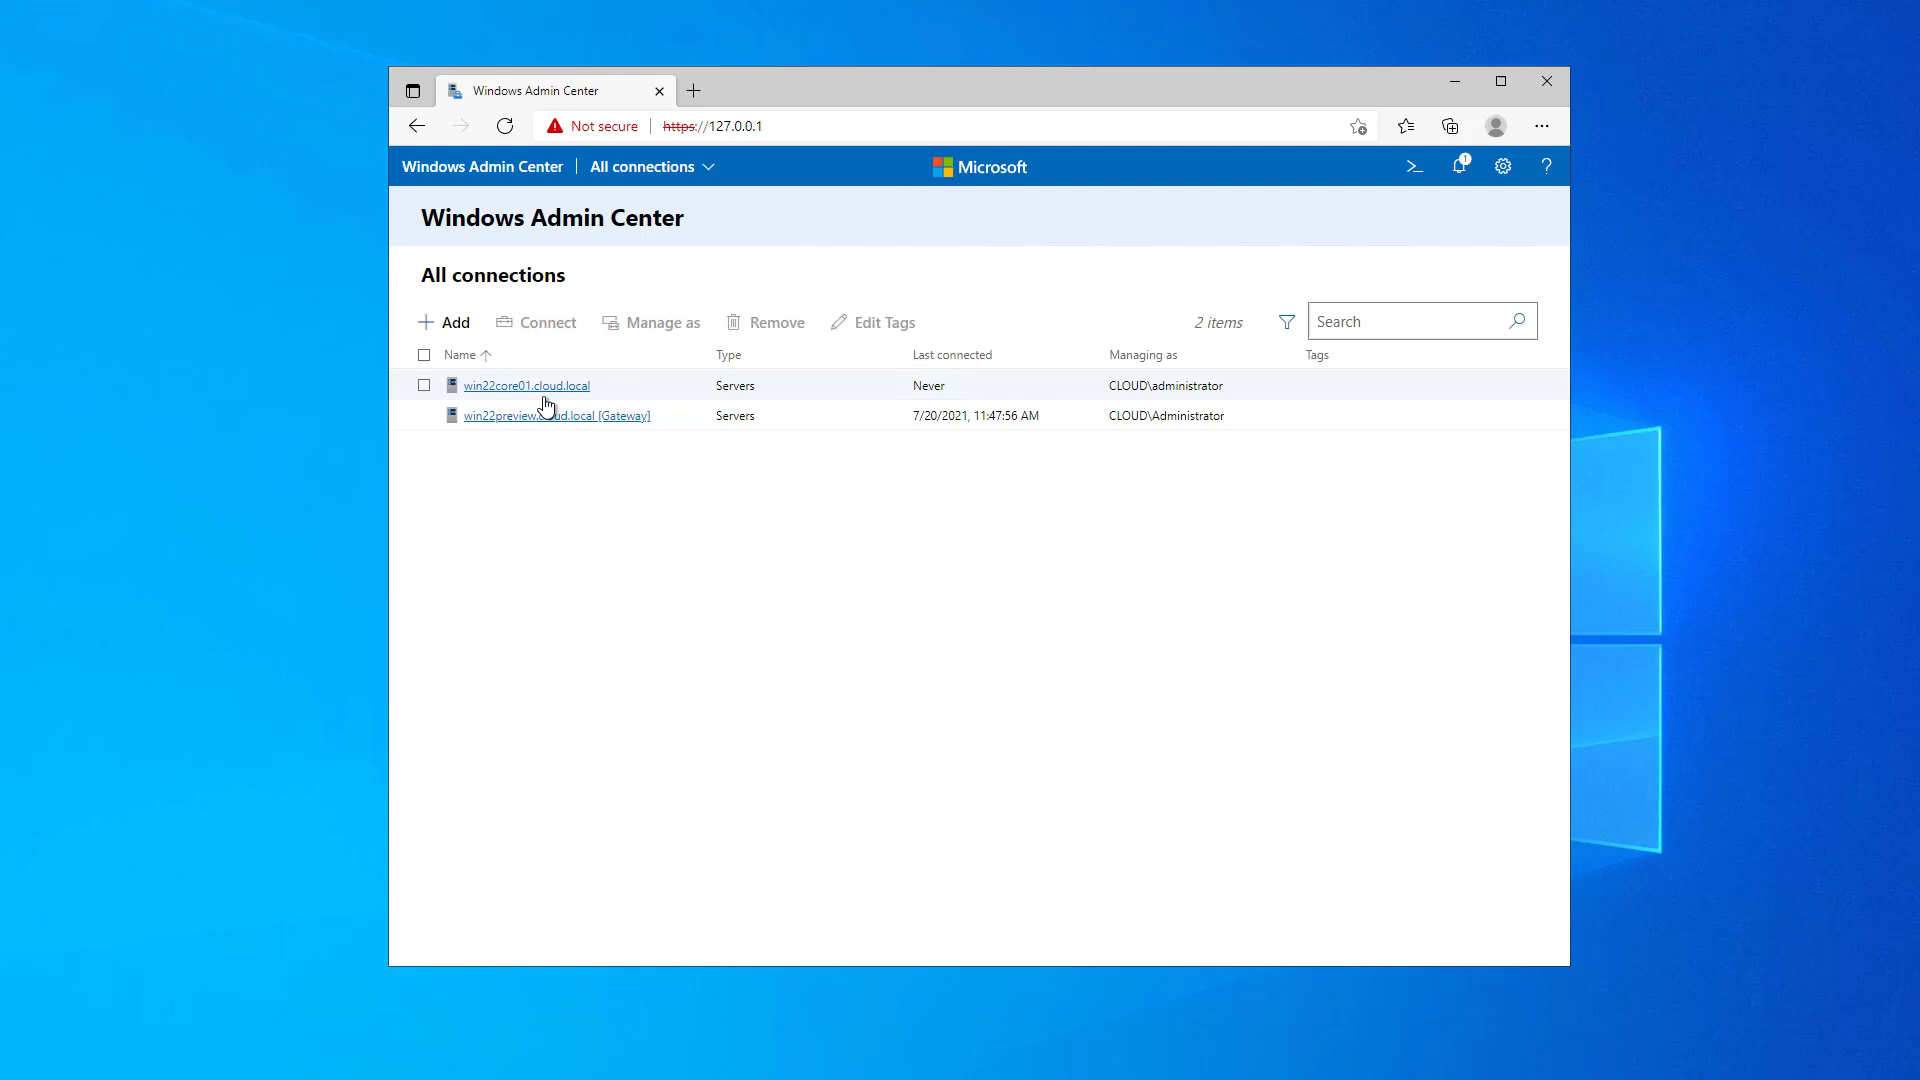 Windows Admin Center
Not secure https://127.0.0.1
Windows Admin Center All connections Microsoft 1 ?
Windows Admin Center
All connections
Add Connect Manage as Remove Edit Tags 2 items Search
Name Type Last connected Managing as Tags
win22core01.cloud.local Servers Never CLOUD\administrator
win22preview.cloud.local [Gateway] Servers 7/20/2021, 11:47:56 AM CLOUD\Administrator